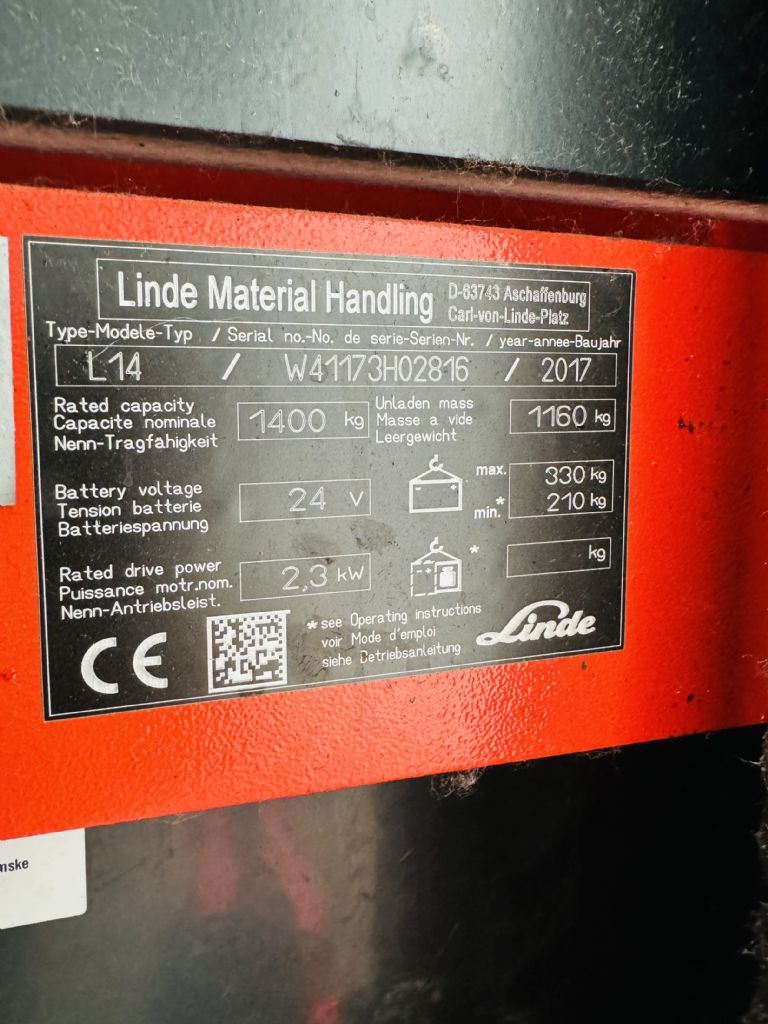 Linde Material Handling
D-63743 Aschaffenburg
Carl-von-Linde-Platz
Type-Modele-Typ / Serial no.-No. de serie-Serien-Nr. / year-annee-Baujahr
L14 / W41173H02816 / 2017
Rated capacity
Capacite nominale
Nenn-Tragfähigkeit
1400 kg
Unladen mass
Masse a vide
Leergewicht
1160 kg
Battery voltage
Tension batterie
Batteriespannung
24 V
max. 330 kg
min.* 210 kg
Rated drive power
Puissance motr.nom.
Nenn-Antriebsleist.
2,3 kW
* kg
CE
*see Operating instructions
voir Mode d'emploi
siehe Betriebsanleitung
Linde